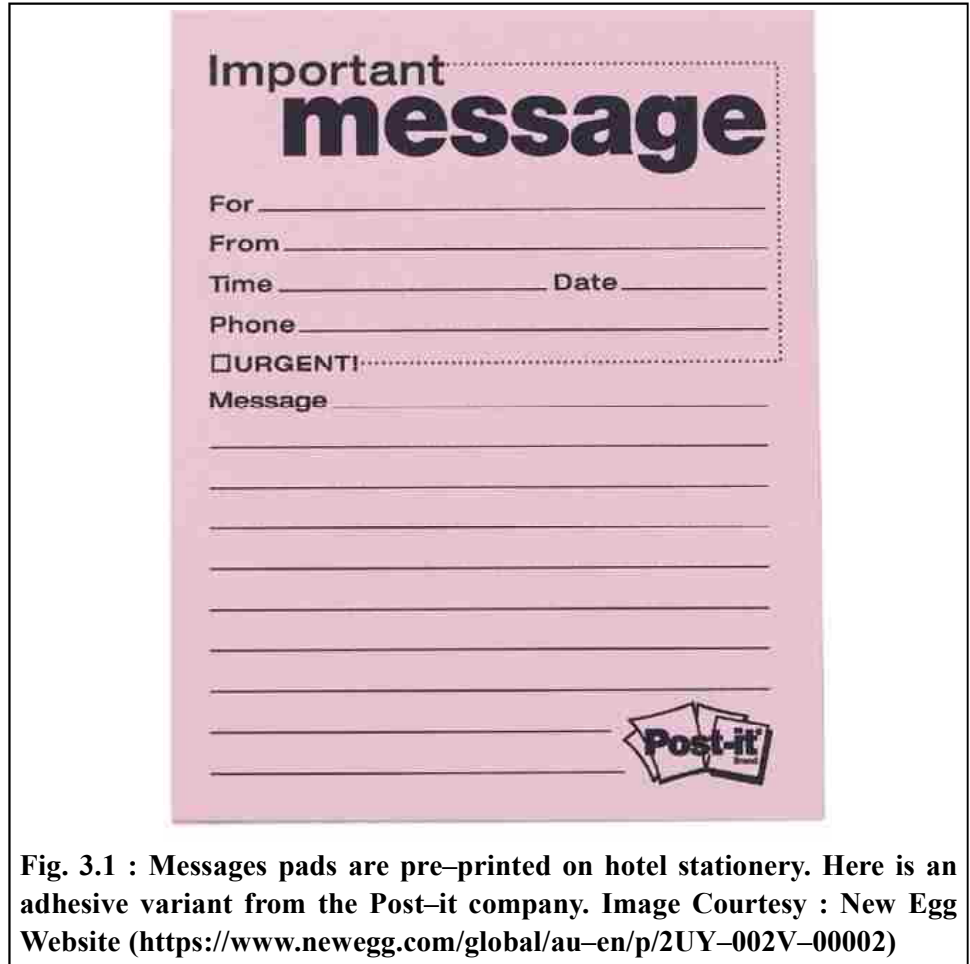 Important
message
For
From
Time Date
Phone
☐URGENT!
Message
Post-it
Brand
Fig. 3.1 : Messages pads are pre–printed on hotel stationery. Here is an
adhesive variant from the Post–it company. Image Courtesy : New Egg
Website (https://www.newegg.com/global/au–en/p/2UY–002V–00002)